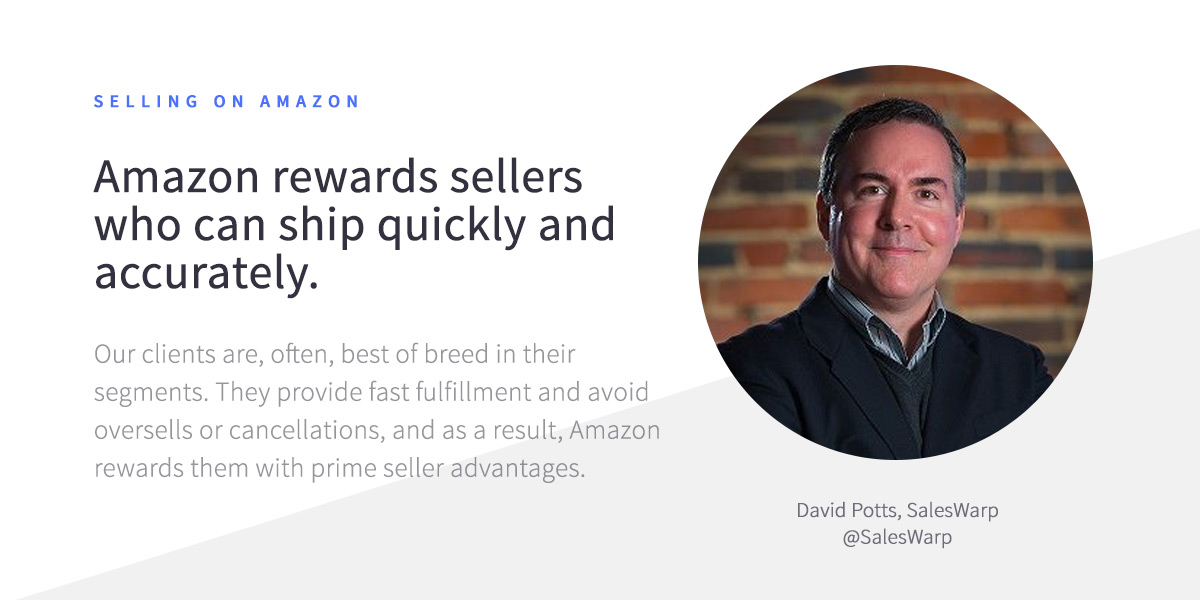 SELLING ON AMAZON
Amazon rewards sellers
who can ship quickly and
accurately.
Our clients are, often, best of breed in their
segments. They provide fast fulfillment and avoid
oversells or cancellations, and as a result, Amazon
rewards them with prime seller advantages.
David Potts, SalesWarp
@SalesWarp